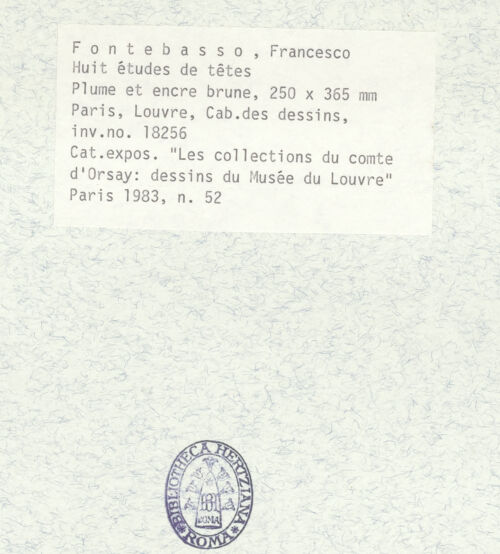 F o n t e b a s s o , Francesco
Huit études de têtes
Plume et encre brune, 250 x 365 mm
Paris, Louvre, Cab.des dessins,
inv.no. 18256
Cat.expos. "Les collections du comte
d'Orsay: dessins du Musée du Louvre"
Paris 1983, n. 52
BIBLIOTHECA HERTZIANA
ROMA
ROMA